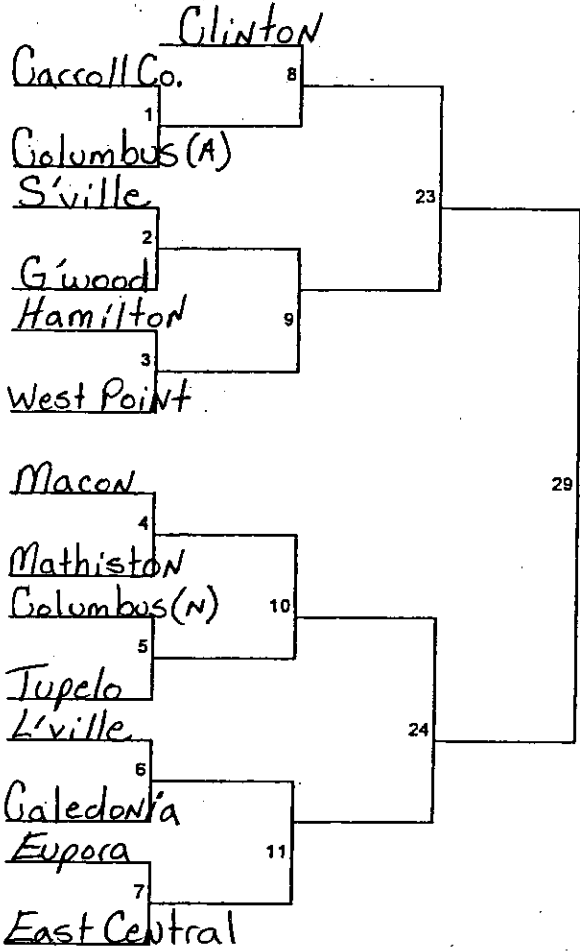 Clinton
Carroll Co.
8
1
Columbus (A)
S'ville
23
2
G'wood
Hamilton
9
3
West Point
Macon
29
4
Mathiston
Columbus (N)
10
5
Tupelo
L'ville
24
6
Caledonia
Eupora
11
7
East Central